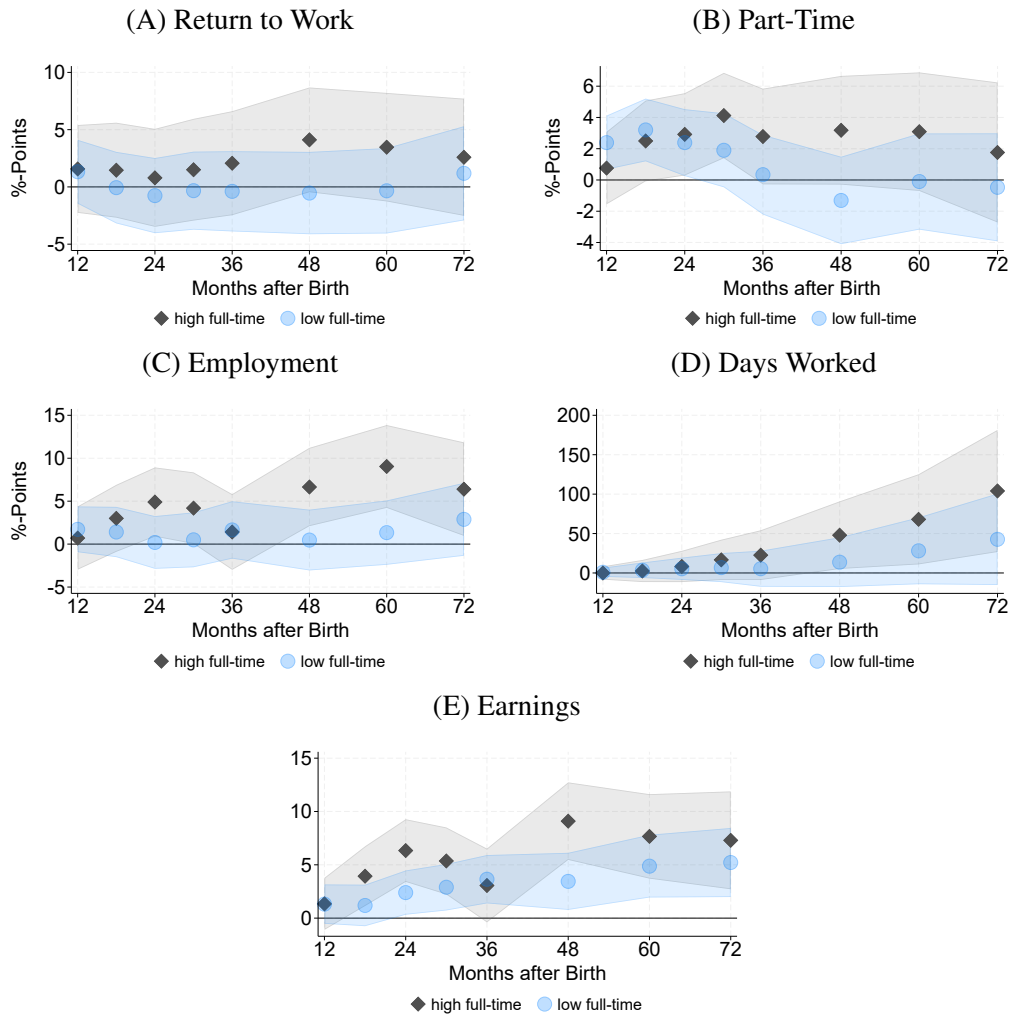 (A) Return to Work
10
5
0
-5
%-Points
12 24 36 48 60 72
Months after Birth
high full-time low full-time
(B) Part-Time
6
4
2
0
-2
-4
%-Points
12 24 36 48 60 72
Months after Birth
high full-time low full-time
(C) Employment
15
10
5
0
-5
%-Points
12 24 36 48 60 72
Months after Birth
high full-time low full-time
(D) Days Worked
200
150
100
50
0
12 24 36 48 60 72
Months after Birth
high full-time low full-time
(E) Earnings
15
10
5
0
12 24 36 48 60 72
Months after Birth
high full-time low full-time